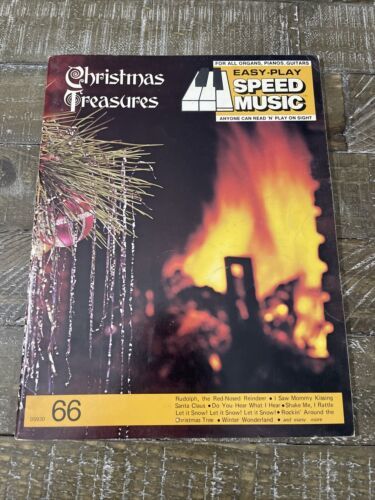 Christmas
Treasures
FOR ALL ORGANS, PIANOS, GUITARS
EASY-PLAY
SPEED
MUSIC
ANYONE CAN READ 'N' PLAY ON SIGHT
66
Rudolph, the Red-Nosed Reindeer • I Saw Mommy Kissing
Santa Claus • Do You Hear What I Hear • Shake Me, I Rattle
Let it Snow! Let it Snow! Let it Snow! • Rockin' Around the
Christmas Tree • Winter Wonderland • and many more